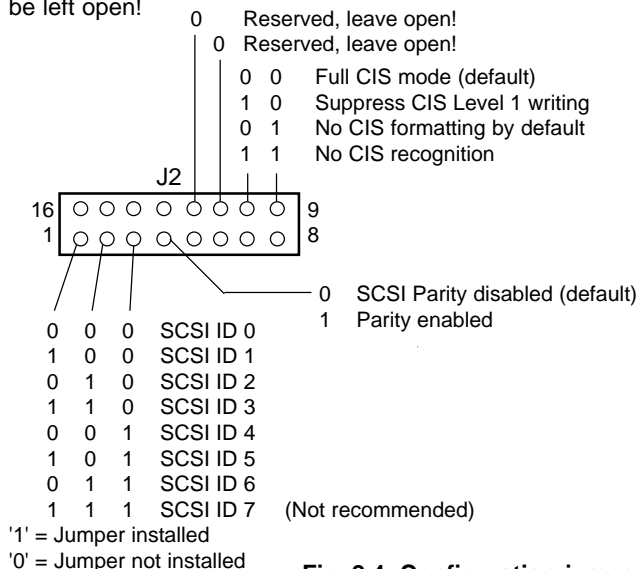 be left open!
0 Reserved, leave open!
0 Reserved, leave open!
0 0 Full CIS mode (default)
1 0 Suppress CIS Level 1 writing
0 1 No CIS formatting by default
1 1 No CIS recognition
J2
16 9
1 8
0 SCSI Parity disabled (default)
1 Parity enabled
0 0 0 SCSI ID 0
1 0 0 SCSI ID 1
0 1 0 SCSI ID 2
1 1 0 SCSI ID 3
0 0 1 SCSI ID 4
1 0 1 SCSI ID 5
0 1 1 SCSI ID 6
1 1 1 SCSI ID 7 (Not recommended)
'1' = Jumper installed
'0' = Jumper not installed